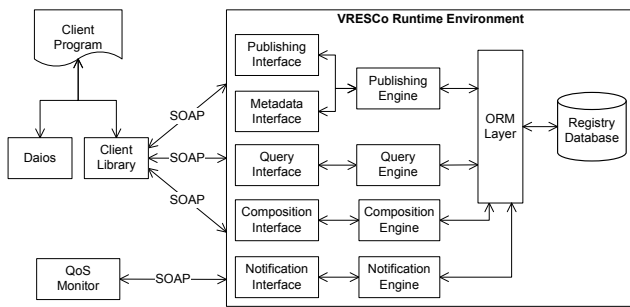 VRESCo Runtime Environment
Client
Program
Publishing
Interface
Publishing
Engine
Metadata
Interface
SOAP
ORM
Layer
Registry
Database
Daios
Client
Library
SOAP
Query
Interface
Query
Engine
SOAP
Composition
Interface
Composition
Engine
QoS
Monitor
SOAP
Notification
Interface
Notification
Engine